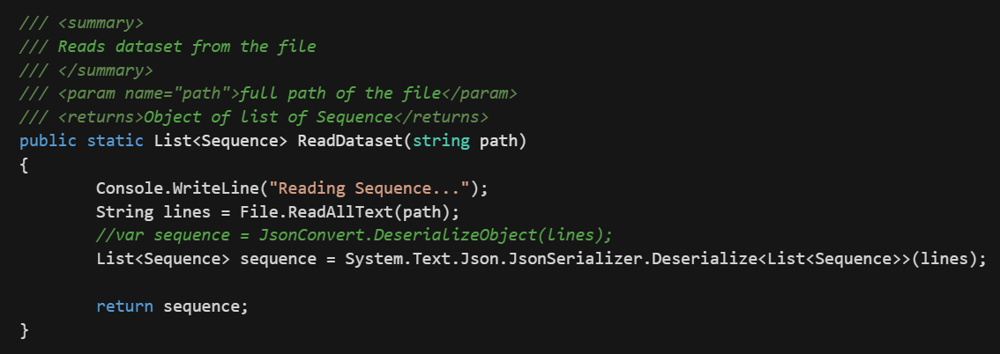 /// <summary>
/// Reads dataset from the file
/// </summary>
/// <param name="path">full path of the file</param>
/// <returns>Object of list of Sequence</returns>
public static List<Sequence> ReadDataset(string path)
{
Console.WriteLine("Reading Sequence...");
String lines = File.ReadAllText(path);
//var sequence = JsonConvert.DeserializeObject(lines);
List<Sequence> sequence = System.Text.Json.JsonSerializer.Deserialize<List<Sequence>>(lines);
return sequence;
}